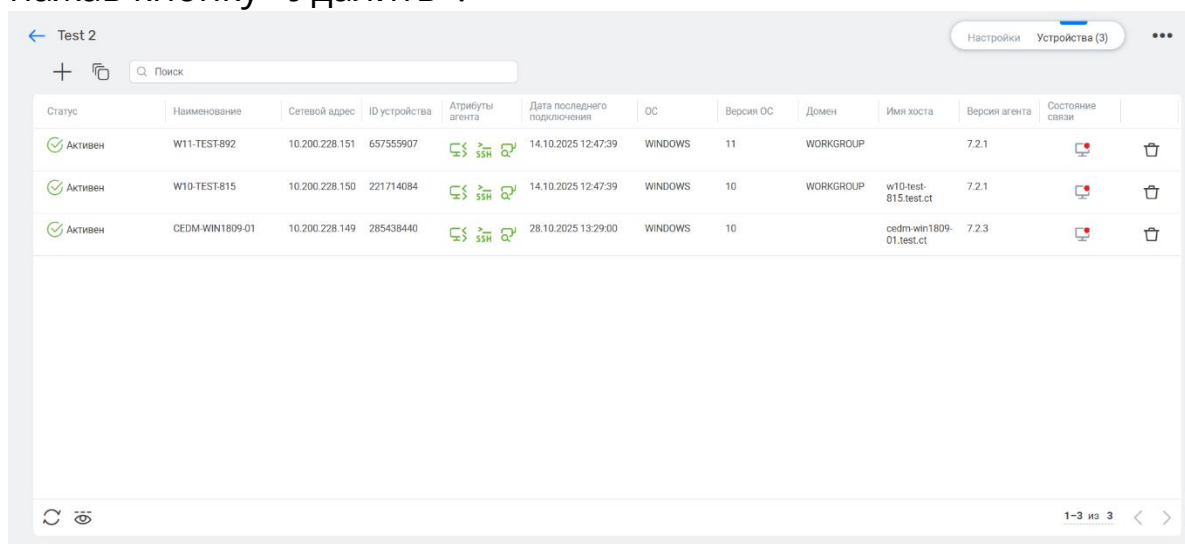 Test 2
Настройки Устройства (3)
Поиск
Статус Наименование Сетевой адрес ID устройства Атрибуты агента Дата последнего подключения ОС Версия ОС Домен Имя хоста Версия агента Состояние связи
Активен W11-TEST-892 10.200.228.151 657555907 SSH 14.10.2025 12:47:39 WINDOWS 11 WORKGROUP 7.2.1
Активен W10-TEST-815 10.200.228.150 221714084 SSH 14.10.2025 12:47:39 WINDOWS 10 WORKGROUP w10-test-815.test.ct 7.2.1
Активен CEDM-WIN1809-01 10.200.228.149 285438440 SSH 28.10.2025 13:29:00 WINDOWS 10 cedm-win1809-01.test.ct 7.2.3
1–3 из 3